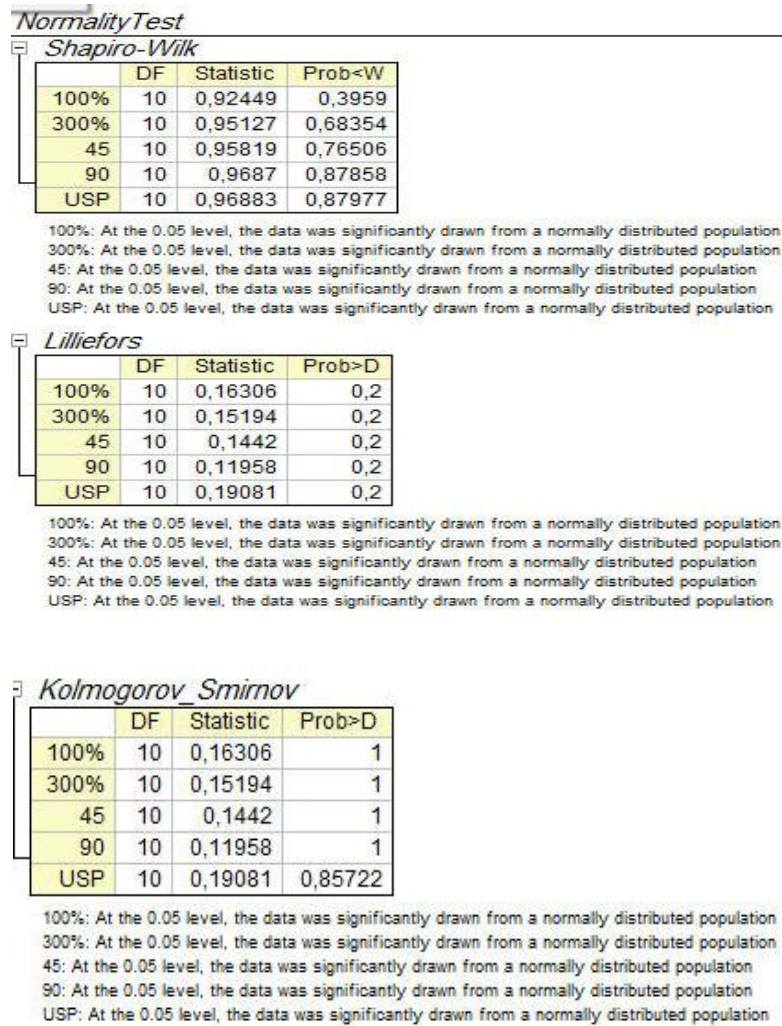 NormalityTest
Shapiro-Wilk
DF Statistic Prob<W
100% 10 0,92449 0,3959
300% 10 0,95127 0,68354
45 10 0,95819 0,76506
90 10 0,9687 0,87858
USP 10 0,96883 0,87977
100%: At the 0.05 level, the data was significantly drawn from a normally distributed population
300%: At the 0.05 level, the data was significantly drawn from a normally distributed population
45: At the 0.05 level, the data was significantly drawn from a normally distributed population
90: At the 0.05 level, the data was significantly drawn from a normally distributed population
USP: At the 0.05 level, the data was significantly drawn from a normally distributed population
Lilliefors
DF Statistic Prob>D
100% 10 0,16306 0,2
300% 10 0,15194 0,2
45 10 0,1442 0,2
90 10 0,11958 0,2
USP 10 0,19081 0,2
100%: At the 0.05 level, the data was significantly drawn from a normally distributed population
300%: At the 0.05 level, the data was significantly drawn from a normally distributed population
45: At the 0.05 level, the data was significantly drawn from a normally distributed population
90: At the 0.05 level, the data was significantly drawn from a normally distributed population
USP: At the 0.05 level, the data was significantly drawn from a normally distributed population
Kolmogorov_Smirnov
DF Statistic Prob>D
100% 10 0,16306 1
300% 10 0,15194 1
45 10 0,1442 1
90 10 0,11958 1
USP 10 0,19081 0,85722
100%: At the 0.05 level, the data was significantly drawn from a normally distributed population
300%: At the 0.05 level, the data was significantly drawn from a normally distributed population
45: At the 0.05 level, the data was significantly drawn from a normally distributed population
90: At the 0.05 level, the data was significantly drawn from a normally distributed population
USP: At the 0.05 level, the data was significantly drawn from a normally distributed population